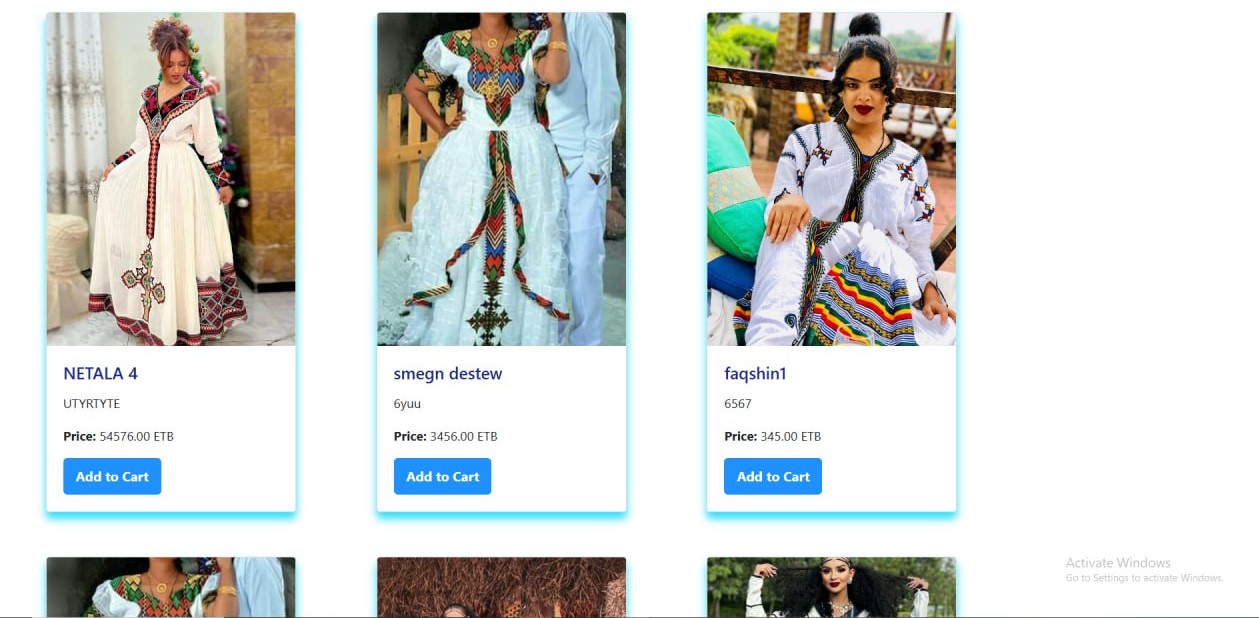 NETALA 4
UTYRTYTE
Price: 54576.00 ETB
Add to Cart
smegn destew
6yuu
Price: 3456.00 ETB
Add to Cart
faqshin1
6567
Price: 345.00 ETB
Add to Cart
Activate Windows
Go to Settings to activate Windows.